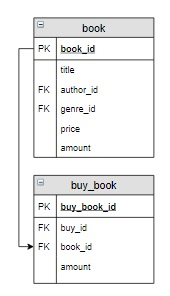 book
PK book_id
title
FK author_id
FK genre_id
price
amount
buy_book
PK buy_book_id
FK buy_id
FK book_id
amount